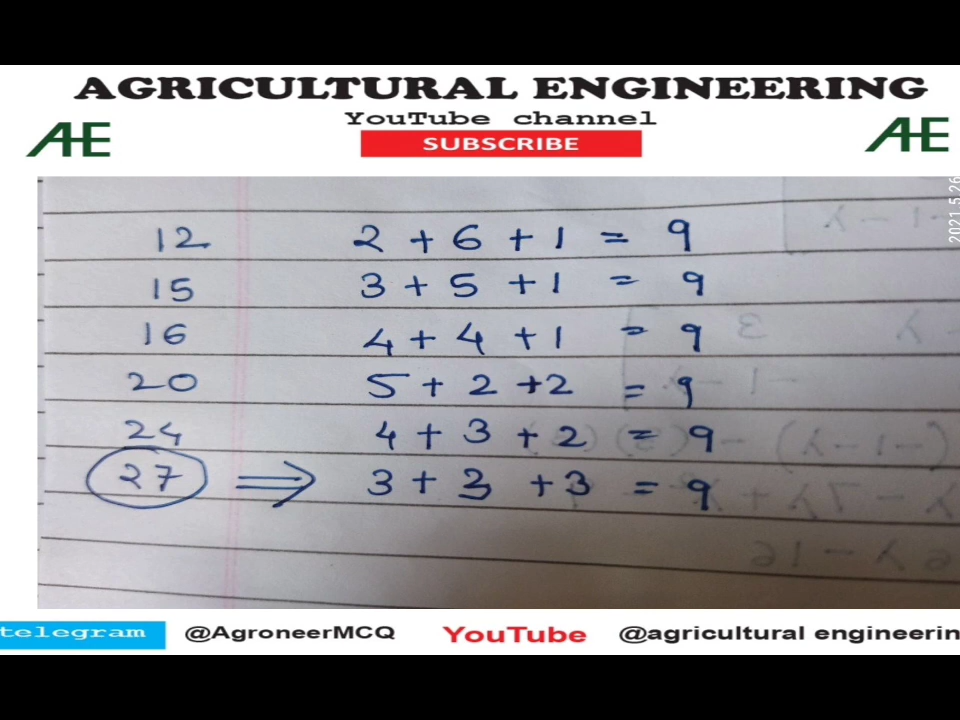 AGRICULTURAL ENGINEERING
YouTube channel
SUBSCRIBE
AE
AE
2021.5.26
12 2 + 6 + 1 = 9
15 3 + 5 + 1 = 9
16 4 + 4 + 1 = 9
20 5 + 2 + 2 = 9
24 4 + 3 + 2 = 9
27 ⇒ 3 + 3 + 3 = 9
telegram @AgroneerMCQ YouTube @agricultural engineerin